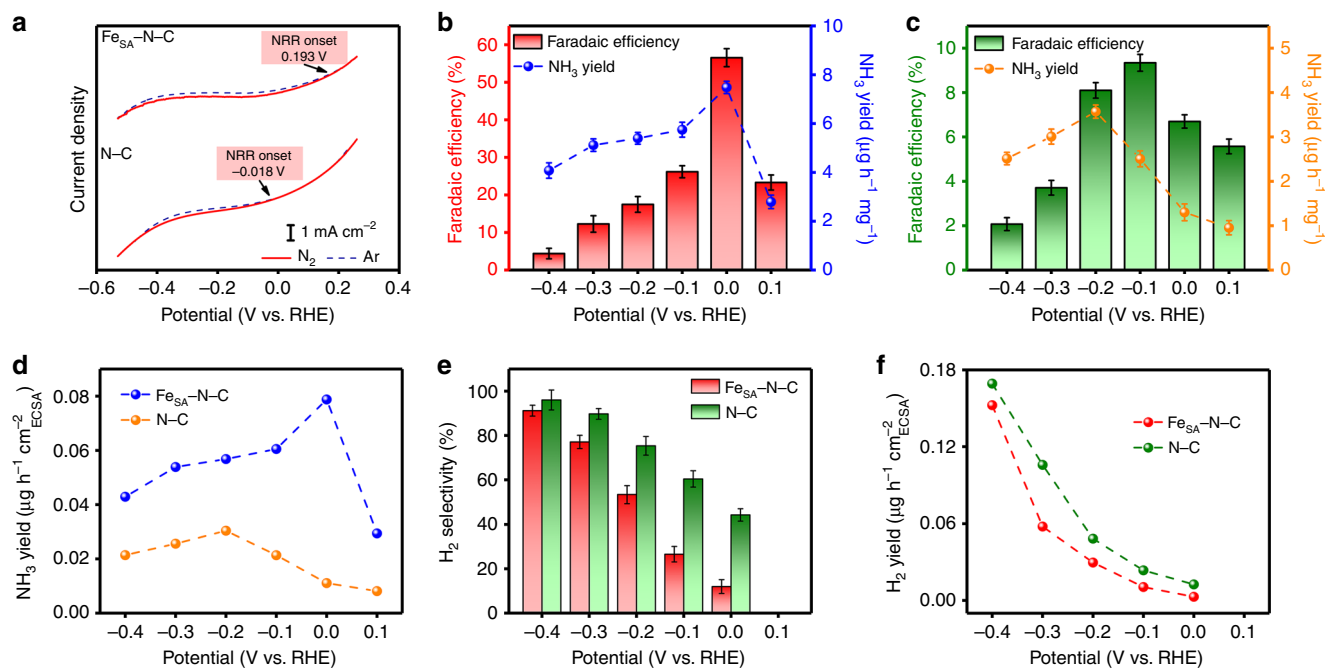 a
Fe_SA–N–C
NRR onset
0.193 V
N–C
NRR onset
−0.018 V
1 mA cm⁻²
N₂
Ar
Current density
−0.6
−0.4
−0.2
0.0
0.2
0.4
Potential (V vs. RHE)
b
Faradaic efficiency
NH₃ yield
Faradaic efficiency (%)
60
50
40
30
20
10
0
NH₃ yield (µg h⁻¹ mg⁻¹)
10
8
6
4
2
0
−0.4
−0.3
−0.2
−0.1
0.0
0.1
Potential (V vs. RHE)
c
Faradaic efficiency
NH₃ yield
Faradaic efficiency (%)
10
8
6
4
2
0
NH₃ yield (µg h⁻¹ mg⁻¹)
5
4
3
2
1
0
−0.4
−0.3
−0.2
−0.1
0.0
0.1
Potential (V vs. RHE)
d
Fe_SA–N–C
N–C
NH₃ yield (µg h⁻¹ cm⁻²_ECSA)
0.08
0.06
0.04
0.02
0.00
−0.4
−0.3
−0.2
−0.1
0.0
0.1
Potential (V vs. RHE)
e
Fe_SA–N–C
N–C
H₂ selectivity (%)
100
80
60
40
20
0
−0.4
−0.3
−0.2
−0.1
0.0
0.1
Potential (V vs. RHE)
f
Fe_SA–N–C
N–C
H₂ yield (µg h⁻¹ cm⁻²_ECSA)
0.18
0.12
0.06
0.00
−0.4
−0.3
−0.2
−0.1
0.0
0.1
Potential (V vs. RHE)